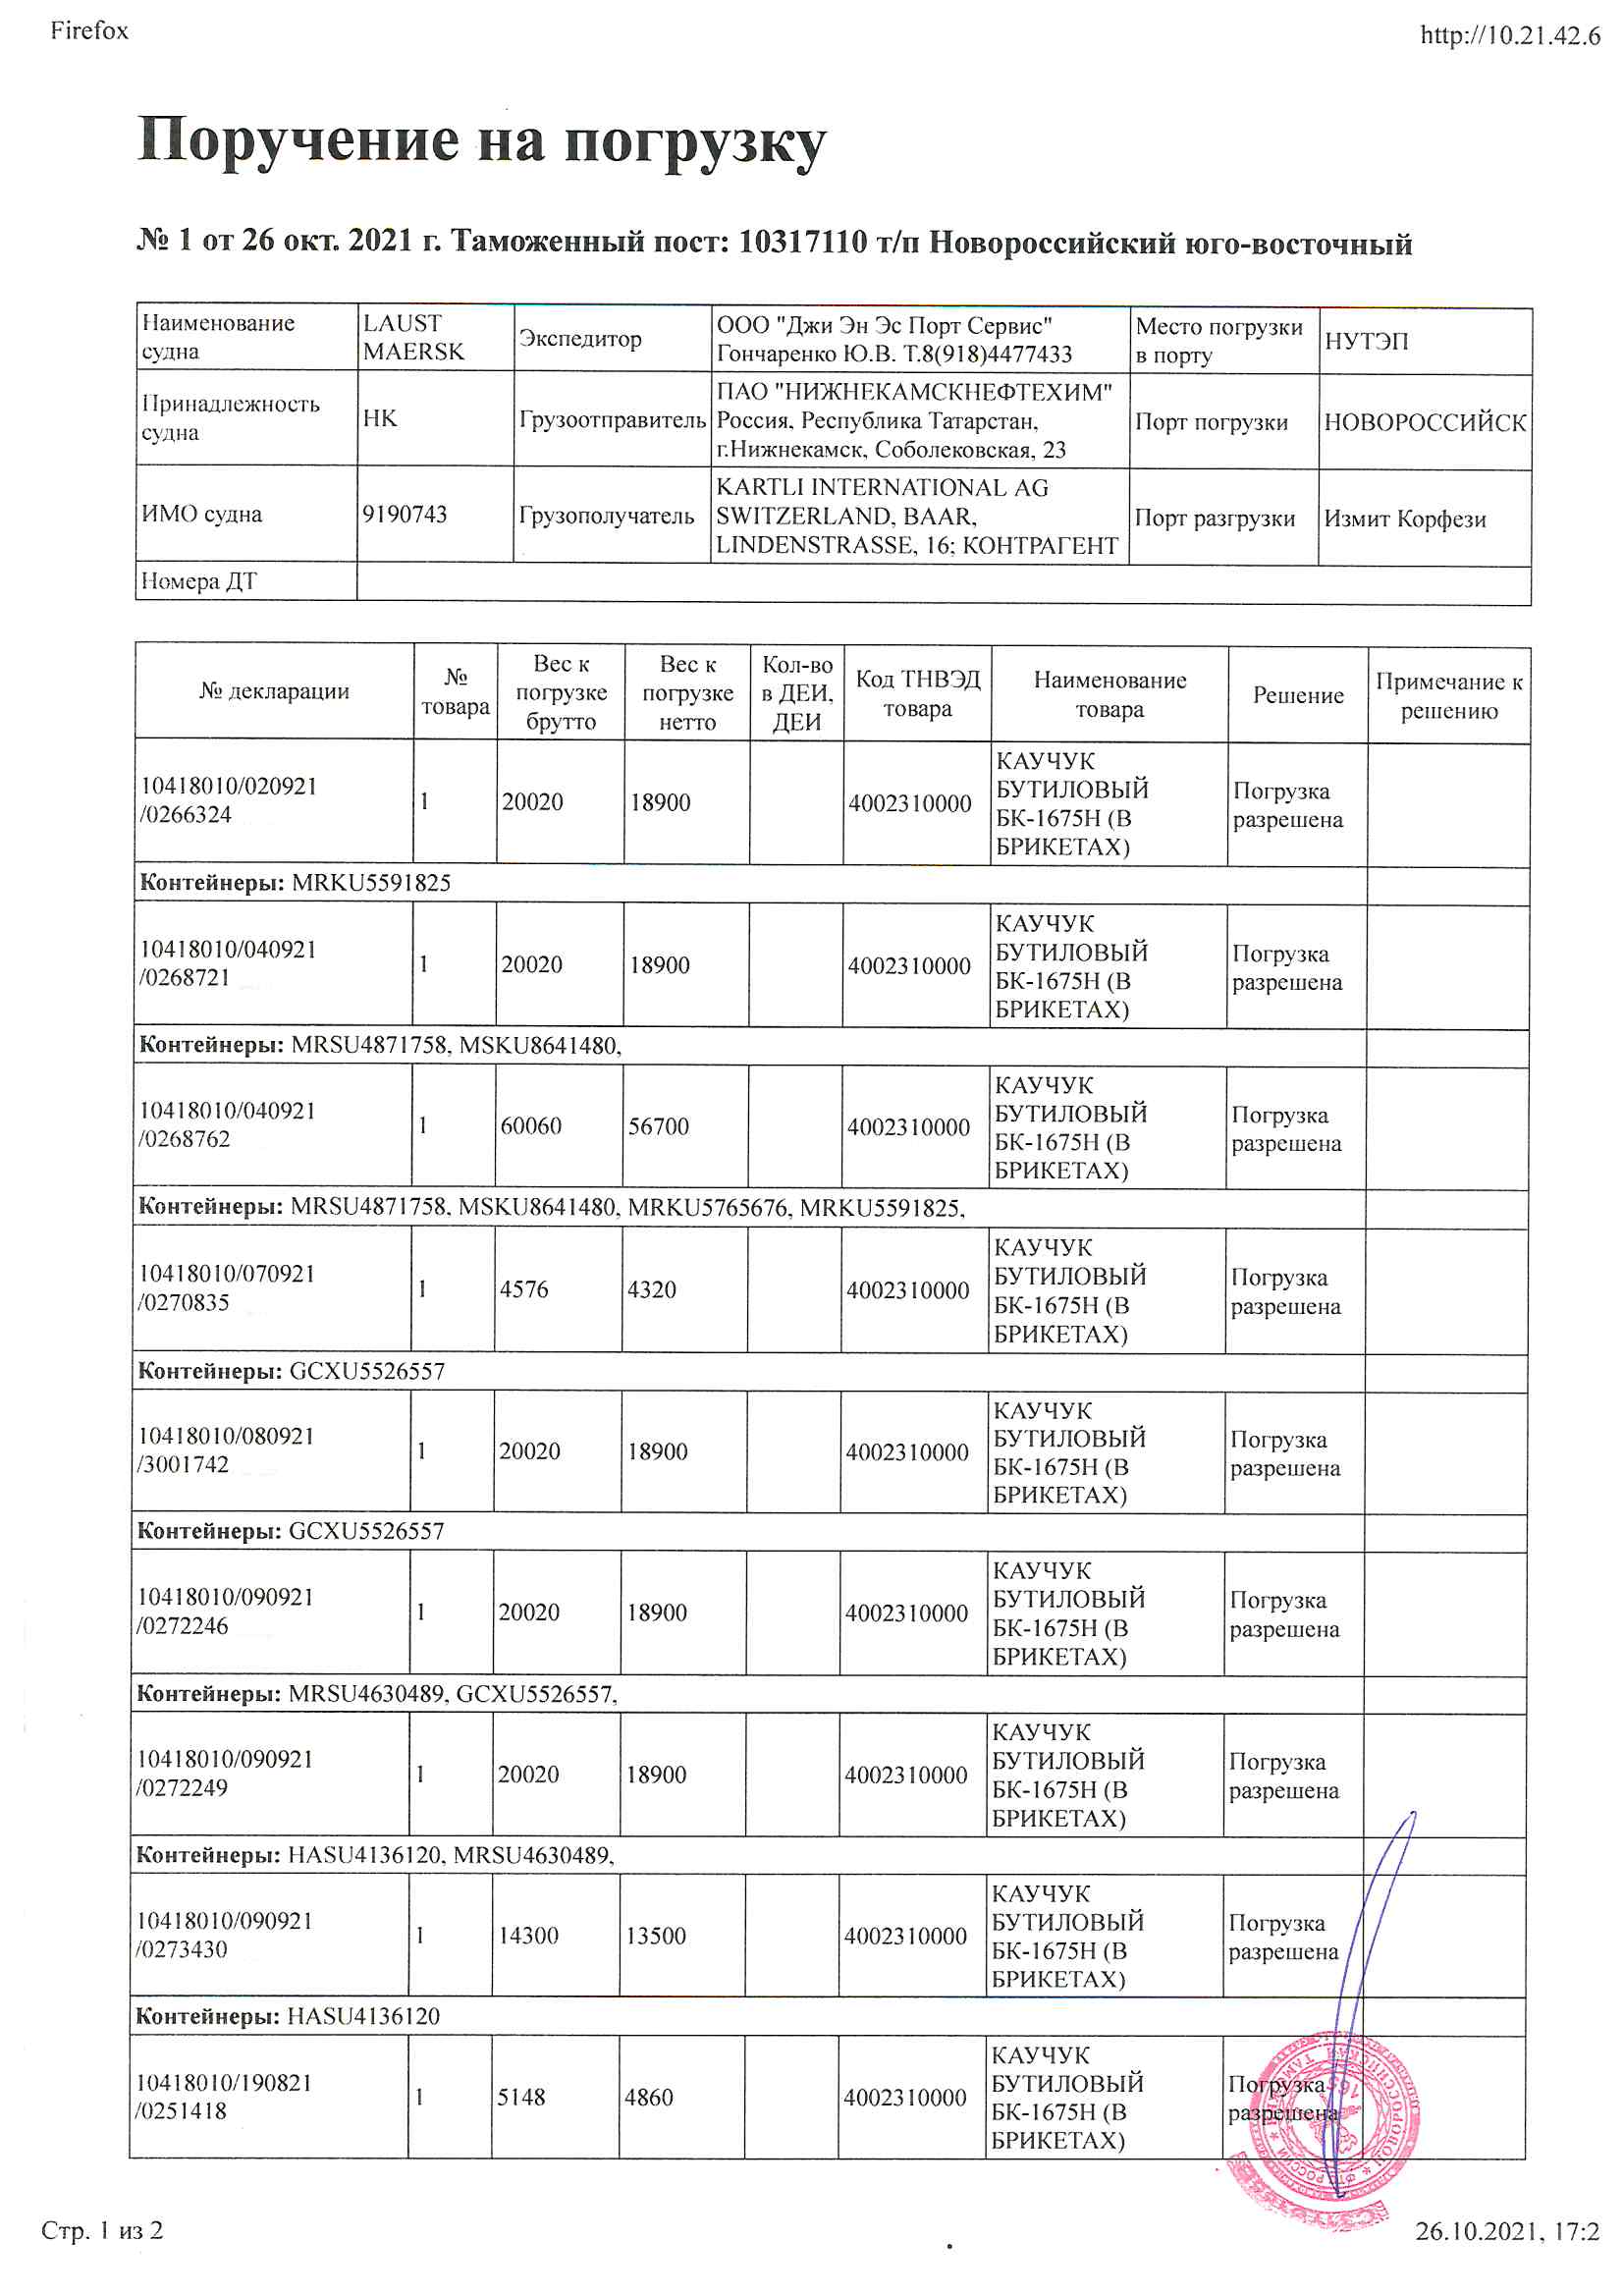 Firefox
http://10.21.42.6
Поручение на погрузку
№ 1 от 26 окт. 2021 г. Таможенный пост: 10317110 т/п Новороссийский юго-восточный
Наименование судна LAUST MAERSK Экспедитор ООО "Джи Эн Эс Порт Сервис" Гончаренко Ю.В. Т.8(918)4477433 Место погрузки в порту НУТЭП
Принадлежность судна HK Грузоотправитель ПАО "НИЖНЕКАМСКНЕФТЕХИМ" Россия, Республика Татарстан, г.Нижнекамск, Соболековская, 23 Порт погрузки НОВОРОССИЙСК
ИМО судна 9190743 Грузополучатель KARTLI INTERNATIONAL AG SWITZERLAND, BAAR, LINDENSTRASSE, 16; КОНТРАГЕНТ Порт разгрузки Измит Корфези
Номера ДТ
№ декларации № товара Вес к погрузке брутто Вес к погрузке нетто Кол-во в ДЕИ, ДЕИ Код ТНВЭД товара Наименование товара Решение Примечание к решению
10418010/020921 /0266324 1 20020 18900 4002310000 КАУЧУК БУТИЛОВЫЙ БК-1675Н (В БРИКЕТАХ) Погрузка разрешена
Контейнеры: MRKU5591825
10418010/040921 /0268721 1 20020 18900 4002310000 КАУЧУК БУТИЛОВЫЙ БК-1675Н (В БРИКЕТАХ) Погрузка разрешена
Контейнеры: MRSU4871758, MSKU8641480,
10418010/040921 /0268762 1 60060 56700 4002310000 КАУЧУК БУТИЛОВЫЙ БК-1675Н (В БРИКЕТАХ) Погрузка разрешена
Контейнеры: MRSU4871758, MSKU8641480, MRKU5765676, MRKU5591825,
10418010/070921 /0270835 1 4576 4320 4002310000 КАУЧУК БУТИЛОВЫЙ БК-1675Н (В БРИКЕТАХ) Погрузка разрешена
Контейнеры: GCXU5526557
10418010/080921 /3001742 1 20020 18900 4002310000 КАУЧУК БУТИЛОВЫЙ БК-1675Н (В БРИКЕТАХ) Погрузка разрешена
Контейнеры: GCXU5526557
10418010/090921 /0272246 1 20020 18900 4002310000 КАУЧУК БУТИЛОВЫЙ БК-1675Н (В БРИКЕТАХ) Погрузка разрешена
Контейнеры: MRSU4630489, GCXU5526557,
10418010/090921 /0272249 1 20020 18900 4002310000 КАУЧУК БУТИЛОВЫЙ БК-1675Н (В БРИКЕТАХ) Погрузка разрешена
Контейнеры: HASU4136120, MRSU4630489,
10418010/090921 /0273430 1 14300 13500 4002310000 КАУЧУК БУТИЛОВЫЙ БК-1675Н (В БРИКЕТАХ) Погрузка разрешена
Контейнеры: HASU4136120
10418010/190821 /0251418 1 5148 4860 4002310000 КАУЧУК БУТИЛОВЫЙ БК-1675Н (В БРИКЕТАХ) Погрузка разрешена
Стр. 1 из 2
26.10.2021, 17:2